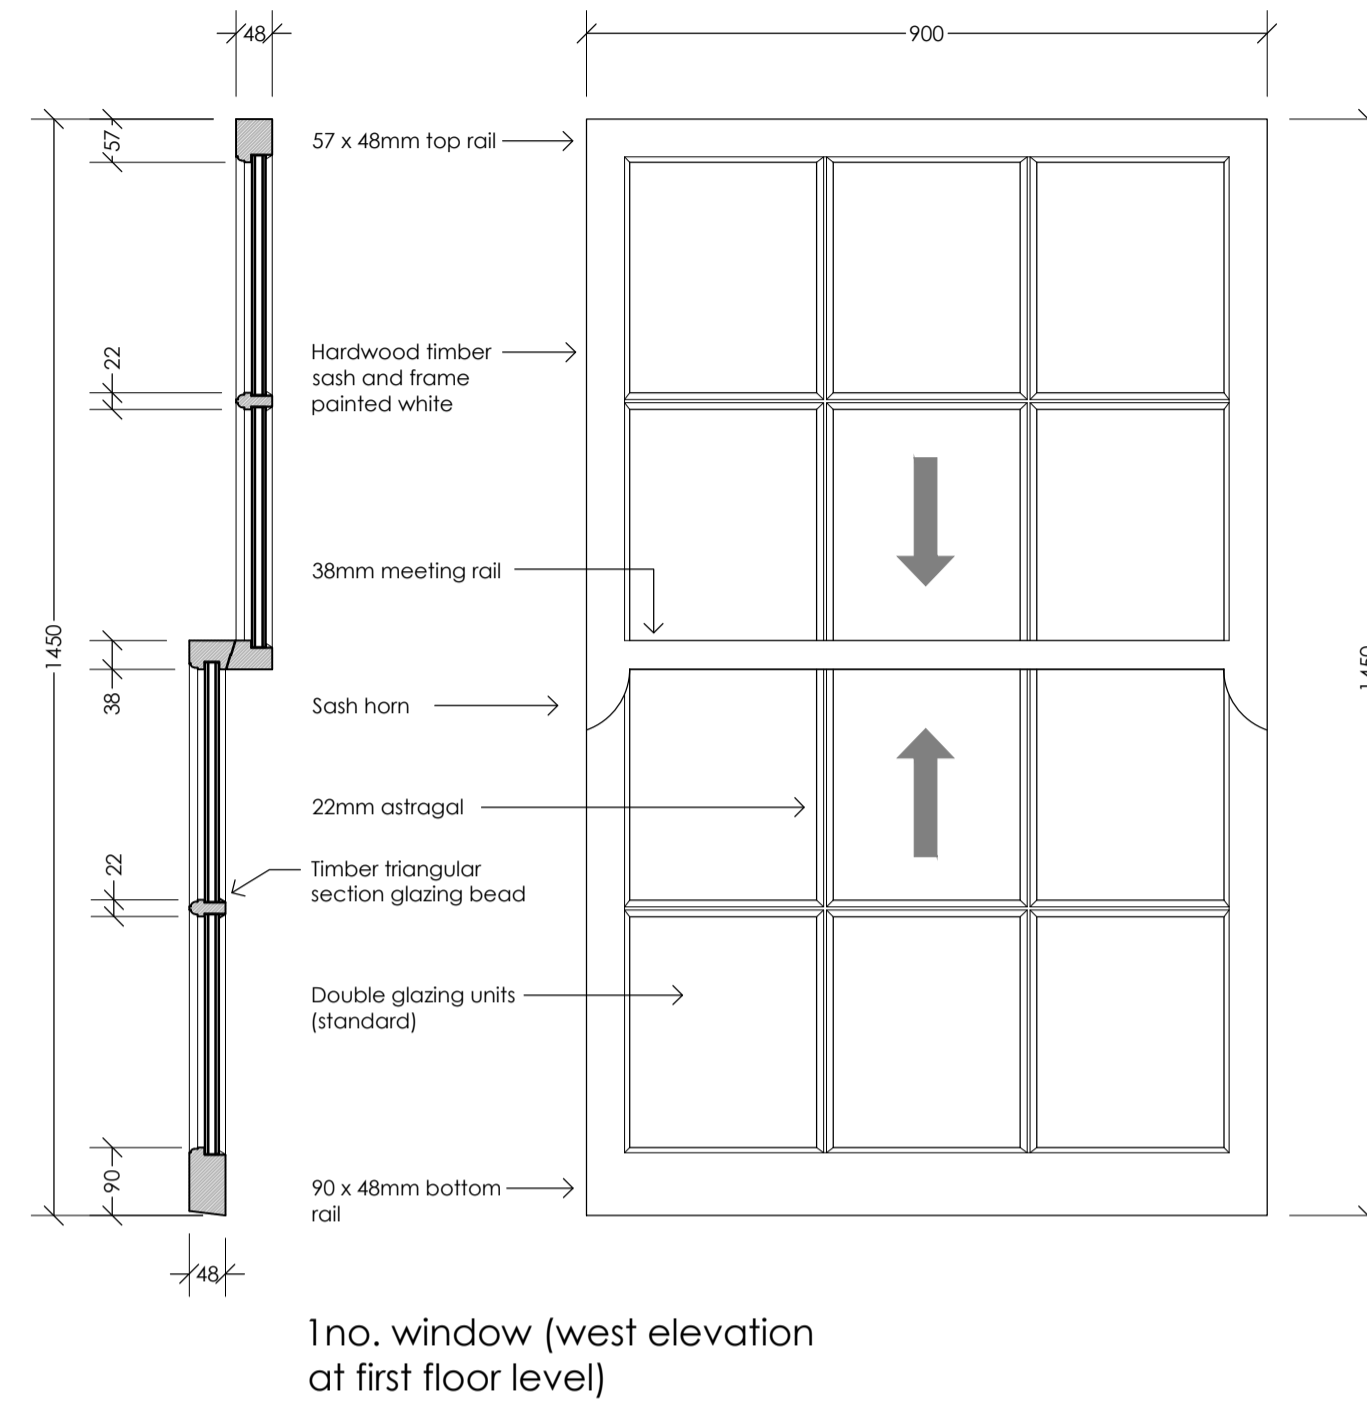 48
900
57
57 x 48mm top rail
22
Hardwood timber
sash and frame
painted white
38mm meeting rail
1450
1450
38
Sash horn
22mm astragal
22
Timber triangular
section glazing bead
Double glazing units
(standard)
90
90 x 48mm bottom
rail
48
1no. window (west elevation
at first floor level)